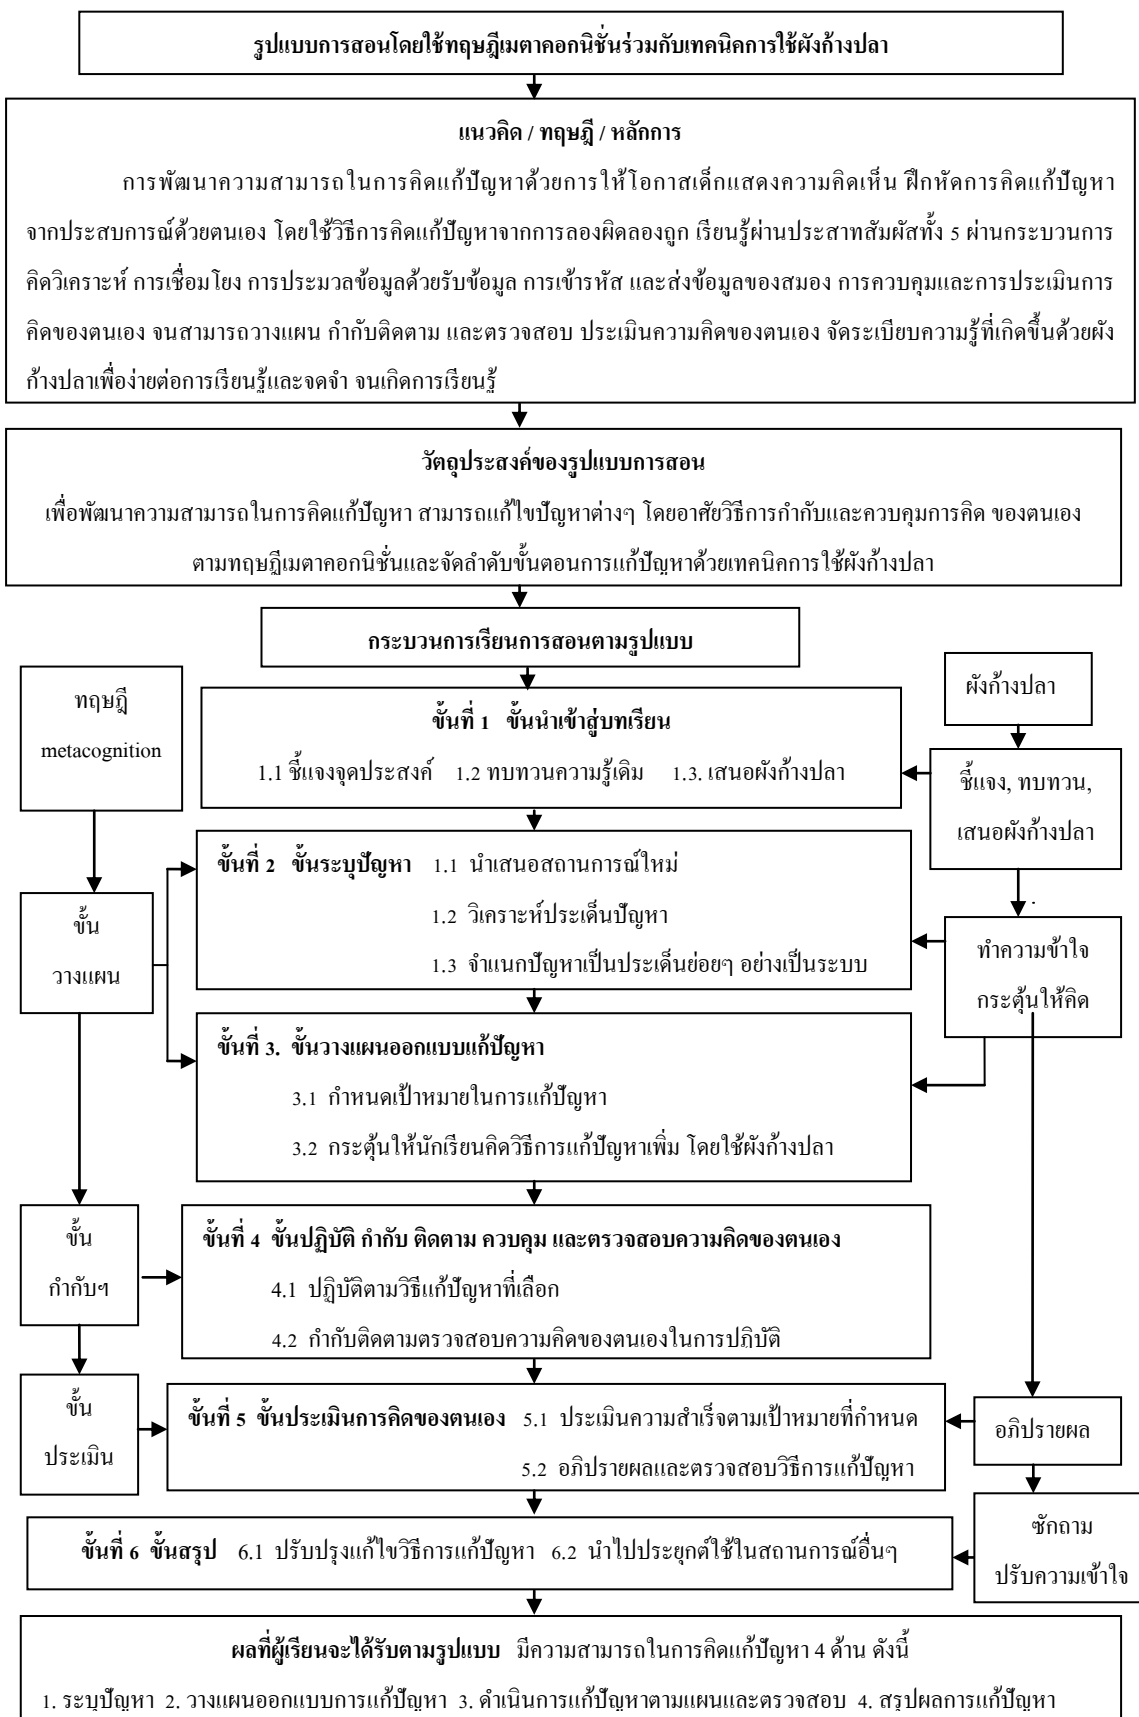 รูปแบบการสอนโดยใช้ทฤษฎีเมตาคอกนิชั่นร่วมกับเทคนิคการใช้ผังก้างปลา
แนวคิด / ทฤษฎี / หลักการ
การพัฒนาความสามารถในการคิดแก้ปัญหาด้วยการให้โอกาสเด็กแสดงความคิดเห็น ฝึกหัดการคิดแก้ปัญหา
จากประสบการณ์ด้วยตนเอง โดยใช้วิธีการคิดแก้ปัญหาจากการลองผิดลองถูก เรียนรู้ผ่านประสาทสัมผัสทั้ง 5 ผ่านกระบวนการ
คิดวิเคราะห์ การเชื่อมโยง การประมวลข้อมูลด้วยรับข้อมูล การเข้ารหัส และส่งข้อมูลของสมอง การควบคุมและการประเมินการ
คิดของตนเอง จนสามารถวางแผน กำกับติดตาม และตรวจสอบ ประเมินความคิดของตนเอง จัดระเบียบความรู้ที่เกิดขึ้นด้วยผัง
ก้างปลาเพื่อง่ายต่อการเรียนรู้และจดจำ จนเกิดการเรียนรู้
วัตถุประสงค์ของรูปแบบการสอน
เพื่อพัฒนาความสามารถในการคิดแก้ปัญหา สามารถแก้ไขปัญหาต่างๆ โดยอาศัยวิธีการกำกับและควบคุมการคิด ของตนเอง
ตามทฤษฎีเมตาคอกนิชั่นและจัดลำดับขั้นตอนการแก้ปัญหาด้วยเทคนิคการใช้ผังก้างปลา
กระบวนการเรียนการสอนตามรูปแบบ
ทฤษฎี
metacognition
ผังก้างปลา
ขั้นที่ 1 ขั้นนำเข้าสู่บทเรียน
1.1 ชี้แจงจุดประสงค์ 1.2 ทบทวนความรู้เดิม 1.3. เสนอผังก้างปลา
ชี้แจง, ทบทวน,
เสนอผังก้างปลา
ขั้นที่ 2 ขั้นระบุปัญหา 1.1 นำเสนอสถานการณ์ใหม่
1.2 วิเคราะห์ประเด็นปัญหา
1.3 จำแนกปัญหาเป็นประเด็นย่อยๆ อย่างเป็นระบบ
ขั้น
วางแผน
ทำความข้าใจ
กระตุ้นให้คิด
ขั้นที่ 3. ขั้นวางแผนออกแบบแก้ปัญหา
3.1 กำหนดเป้าหมายในการแก้ปัญหา
3.2 กระตุ้นให้นักเรียนคิดวิธีการแก้ปัญหาเพิ่ม โดยใช้ผังก้างปลา
ขั้น
กำกับฯ
ขั้นที่ 4 ขั้นปฏิบัติ กำกับ ติดตาม ควบคุม และตรวจสอบความคิดของตนเอง
4.1 ปฏิบัติตามวิธีแก้ปัญหาที่เลือก
4.2 กำกับติดตามตรวจสอบความคิดของตนเองในการปฏิบัติ
ขั้น
ประเมิน
ขั้นที่ 5 ขั้นประเมินการคิดของตนเอง 5.1 ประเมินความสำเร็จตามเป้าหมายที่กำหนด
5.2 อภิปรายผลและตรวจสอบวิธีการแก้ปัญหา
อภิปรายผล
ขั้นที่ 6 ขั้นสรุป 6.1 ปรับปรุงแก้ไขวิธีการแก้ปัญหา 6.2 นำไปประยุกต์ใช้ในสถานการณ์อื่นๆ
ซักถาม
ปรับความเข้าใจ
ผลที่ผู้เรียนจะได้รับตามรูปแบบ มีความสามารถในการคิดแก้ปัญหา 4 ด้าน ดังนี้
1. ระบุปัญหา 2. วางแผนออกแบบการแก้ปัญหา 3. ดำเนินการแก้ปัญหาตามแผนและตรวจสอบ 4. สรุปผลการแก้ปัญหา